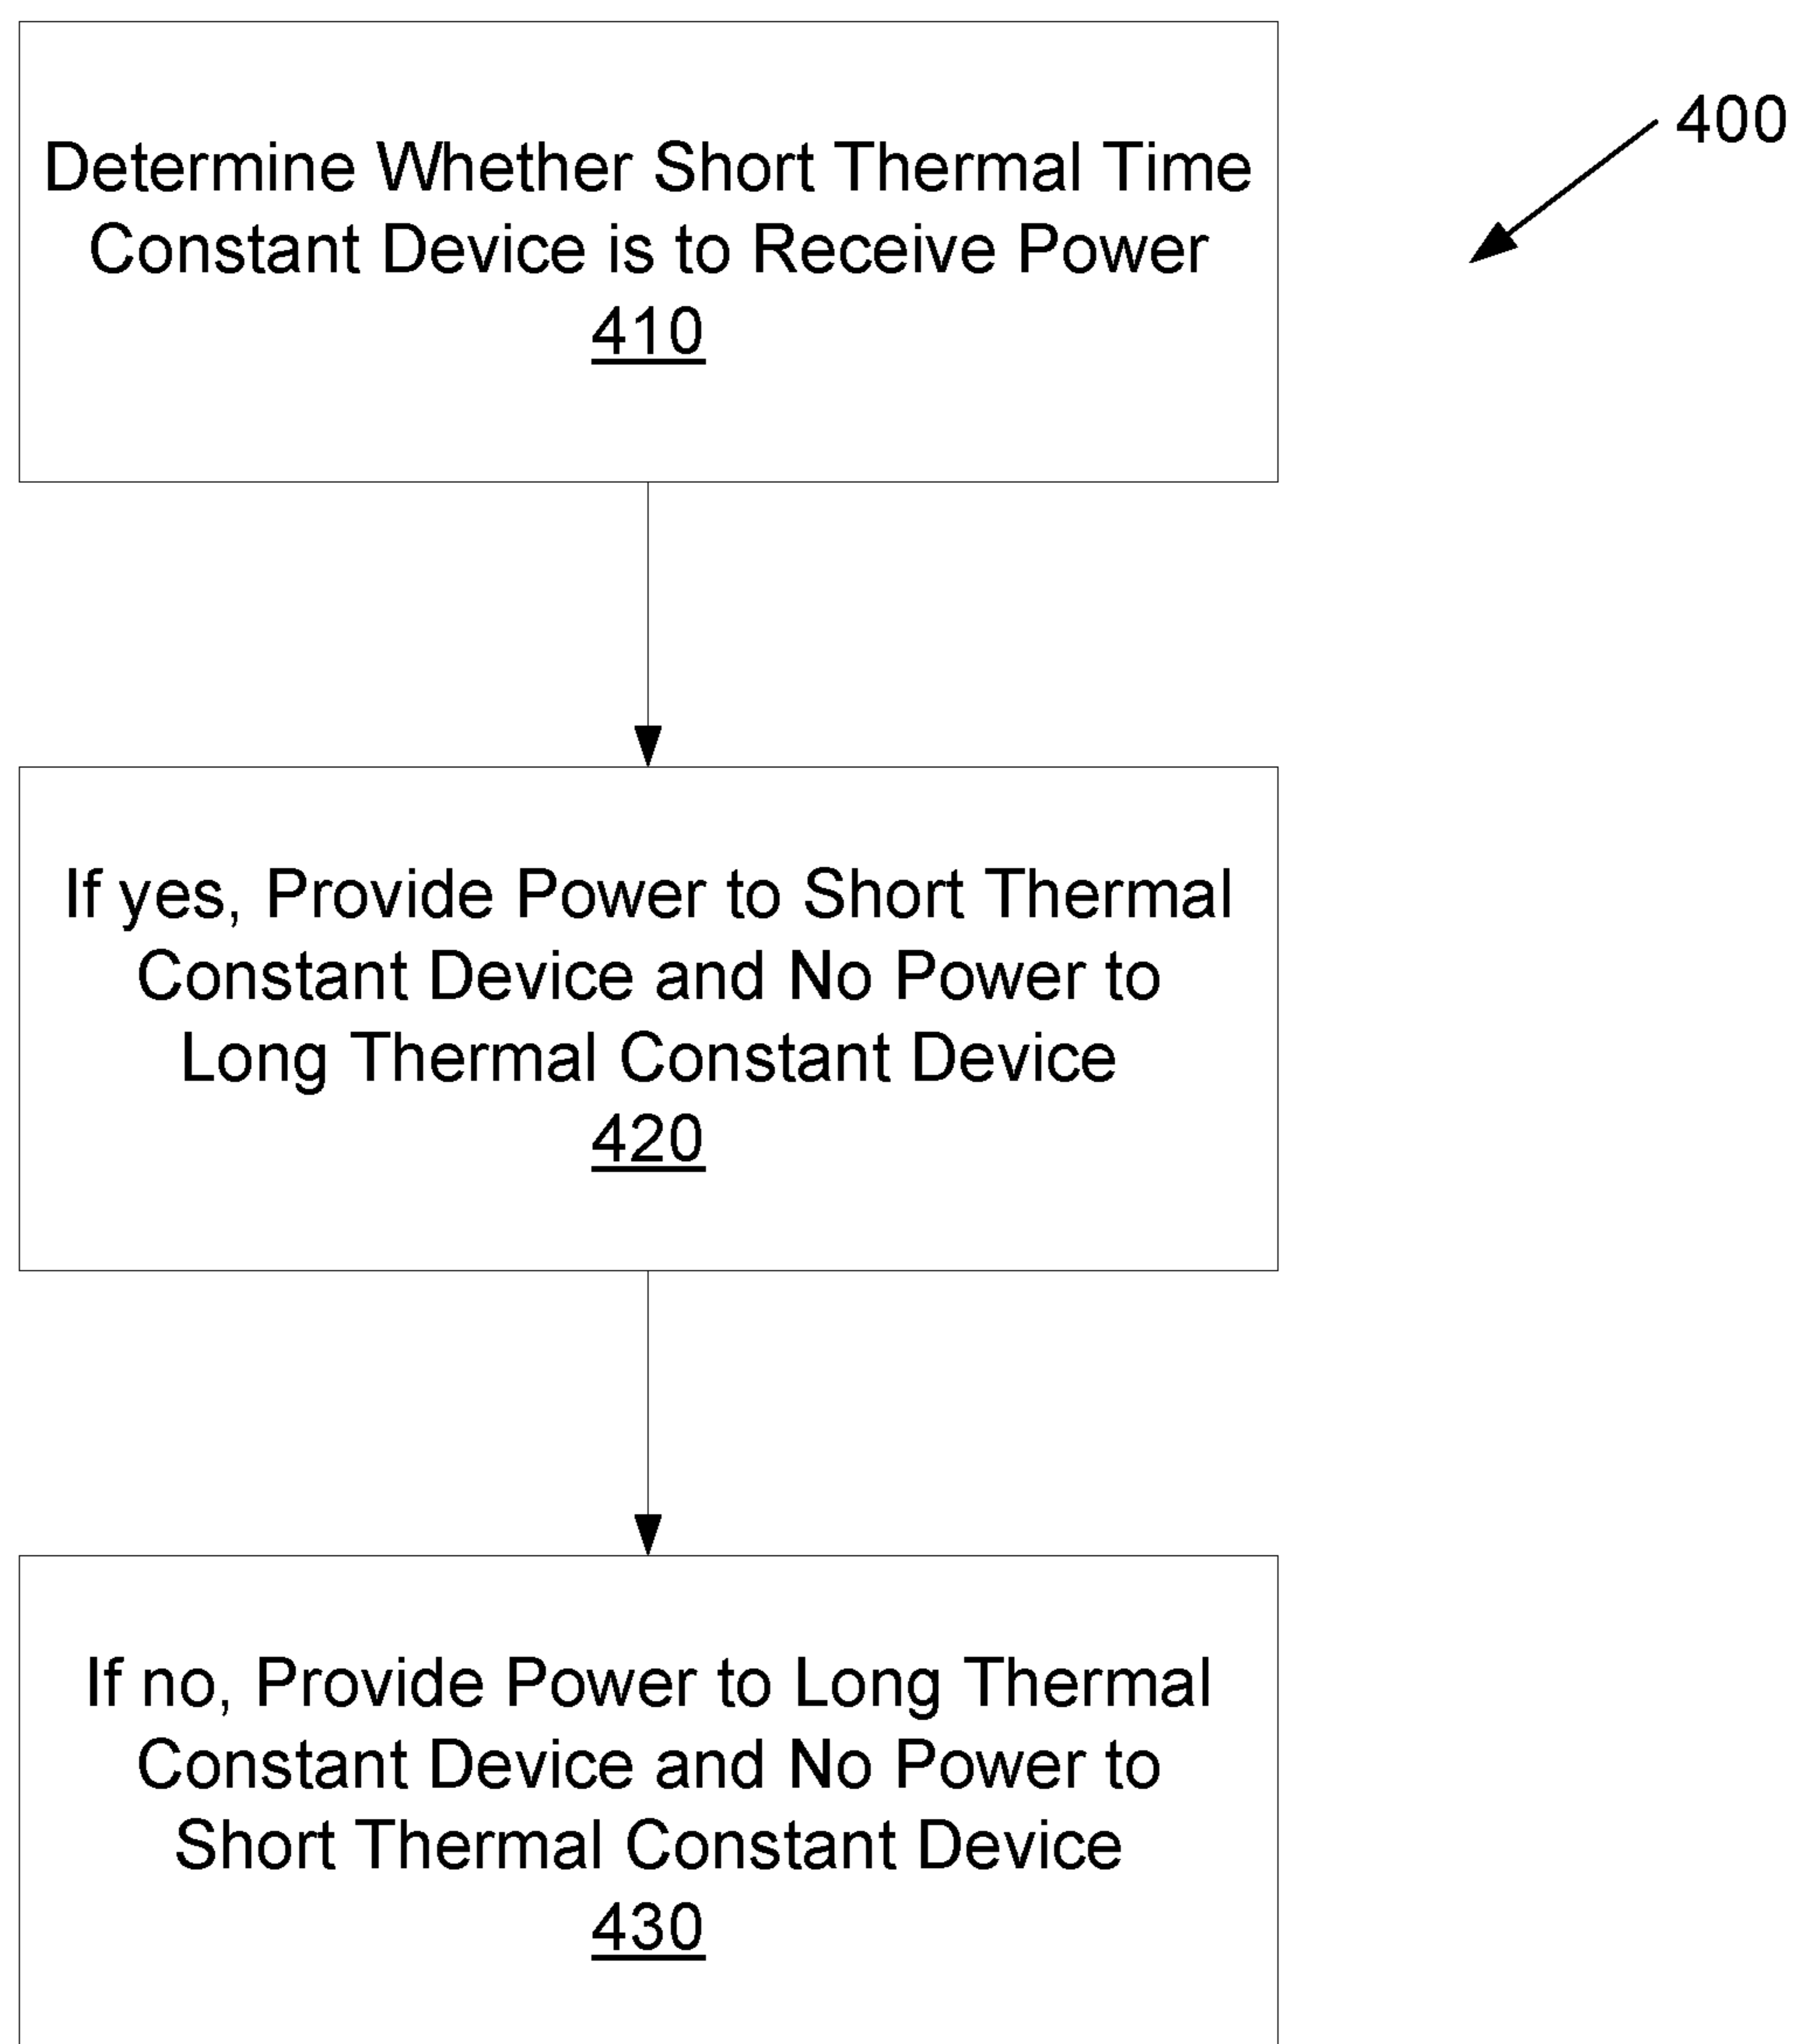 Determine Whether Short Thermal Time
Constant Device is to Receive Power
410
400
If yes, Provide Power to Short Thermal
Constant Device and No Power to
Long Thermal Constant Device
420
If no, Provide Power to Long Thermal
Constant Device and No Power to
Short Thermal Constant Device
430